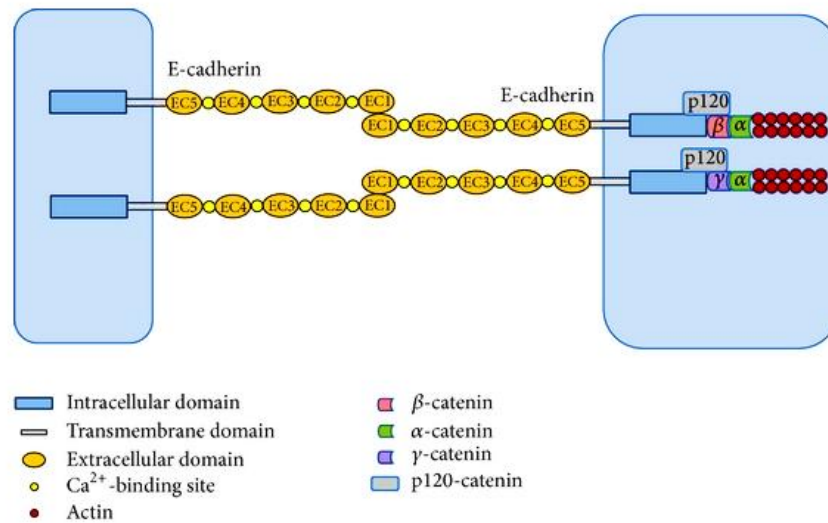 E-cadherin
EC5 EC4 EC3 EC2 EC1
E-cadherin
p120
EC1 EC2 EC3 EC4 EC5 β α
p120
EC1 EC2 EC3 EC4 EC5 γ α
EC5 EC4 EC3 EC2 EC1
Intracellular domain
Transmembrane domain
Extracellular domain
Ca²⁺-binding site
Actin
β-catenin
α-catenin
γ-catenin
p120-catenin